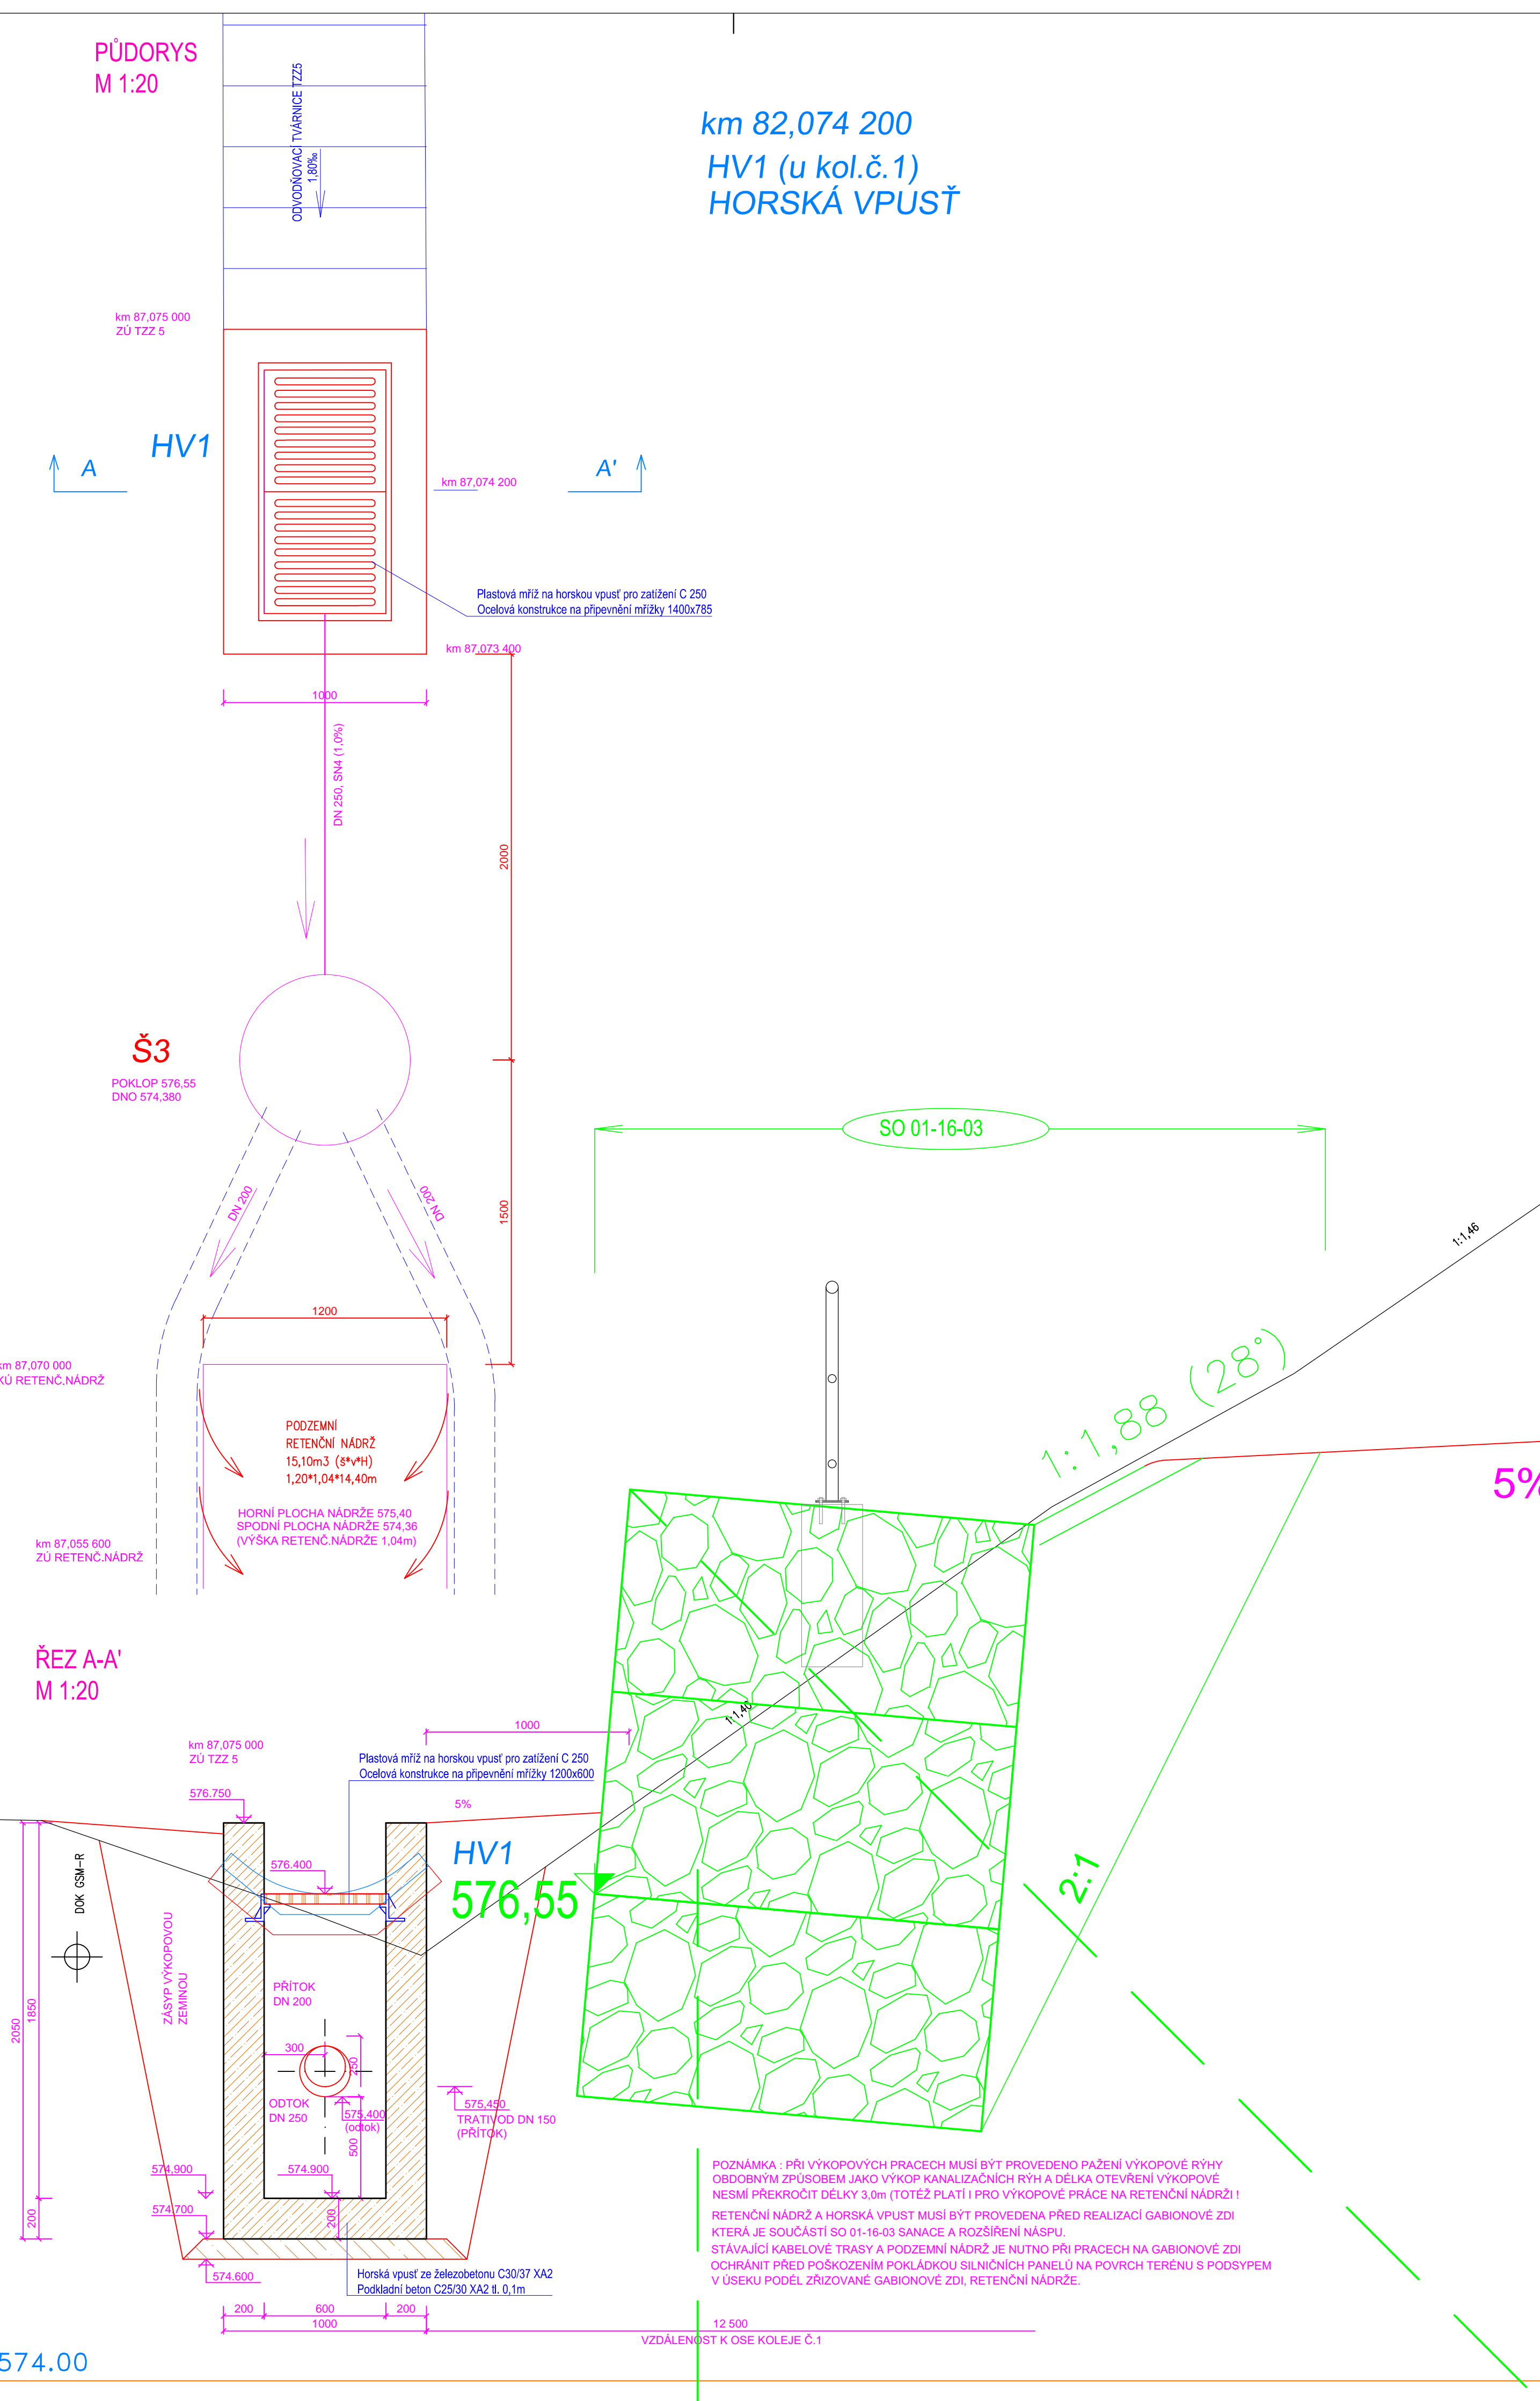 PŮDORYS
M 1:20
ODVODŇOVACÍ TVÁRNICE TZZ5
1,80‰
km 82,074 200
HV1 (u kol.č.1)
HORSKÁ VPUSŤ
km 87,075 000
ZÚ TZZ 5
HV1
A
A'
km 87,074 200
Plastová mříž na horskou vpusť pro zatížení C 250
Ocelová konstrukce na připevnění mřížky 1400x785
km 87,073 400
1000
DN 250, SN4 (1,0%)
2000
Š3
POKLOP 576,55
DNO 574,380
SO 01-16-03
DN 200
DN 200
1500
1:1,46
1200
km 87,070 000
KÚ RETENČ.NÁDRŽ
1:1,88 (28°)
PODZEMNÍ
RETENČNÍ NÁDRŽ
15,10m3 (š*v*H)
1,20*1,04*14,40m
5%
HORNÍ PLOCHA NÁDRŽE 575,40
SPODNÍ PLOCHA NÁDRŽE 574,36
(VÝŠKA RETENČ.NÁDRŽE 1,04m)
km 87,055 600
ZÚ RETENČ.NÁDRŽ
ŘEZ A-A'
M 1:20
1:1,40
1000
km 87,075 000
ZÚ TZZ 5
Plastová mříž na horskou vpusť pro zatížení C 250
Ocelová konstrukce na připevnění mřížky 1200x600
576.750
5%
HV1
576,55
576.400
DOK GSM-R
2:1
ZÁSYP VÝKOPOVOU
ZEMINOU
PŘÍTOK
DN 200
2050
1850
300
250
ODTOK
DN 250
575,400
(odtok)
575,450
TRATIVOD DN 150
(PŘÍTOK)
500
574,900
574.900
574.700
200
200
574.600
POZNÁMKA : PŘI VÝKOPOVÝCH PRACECH MUSÍ BÝT PROVEDENO PAŽENÍ VÝKOPOVÉ RÝHY
OBDOBNÝM ZPŮSOBEM JAKO VÝKOP KANALIZAČNÍCH RÝH A DÉLKA OTEVŘENÍ VÝKOPOVÉ
NESMÍ PŘEKROČIT DÉLKY 3,0m (TOTÉŽ PLATÍ I PRO VÝKOPOVÉ PRÁCE NA RETENČNÍ NÁDRŽI !
RETENČNÍ NÁDRŽ A HORSKÁ VPUST MUSÍ BÝT PROVEDENA PŘED REALIZACÍ GABIONOVÉ ZDI
KTERÁ JE SOUČÁSTÍ SO 01-16-03 SANACE A ROZŠÍŘENÍ NÁSPU.
STÁVAJÍCÍ KABELOVÉ TRASY A PODZEMNÍ NÁDRŽ JE NUTNO PŘI PRACECH NA GABIONOVÉ ZDI
OCHRÁNIT PŘED POŠKOZENÍM POKLÁDKOU SILNIČNÍCH PANELŮ NA POVRCH TERÉNU S PODSYPEM
V ÚSEKU PODÉL ZŘIZOVANÉ GABIONOVÉ ZDI, RETENČNÍ NÁDRŽE.
Horská vpusť ze železobetonu C30/37 XA2
Podkladní beton C25/30 XA2 tl. 0,1m
200
600
200
1000
12 500
VZDÁLENOST K OSE KOLEJE Č.1
574.00